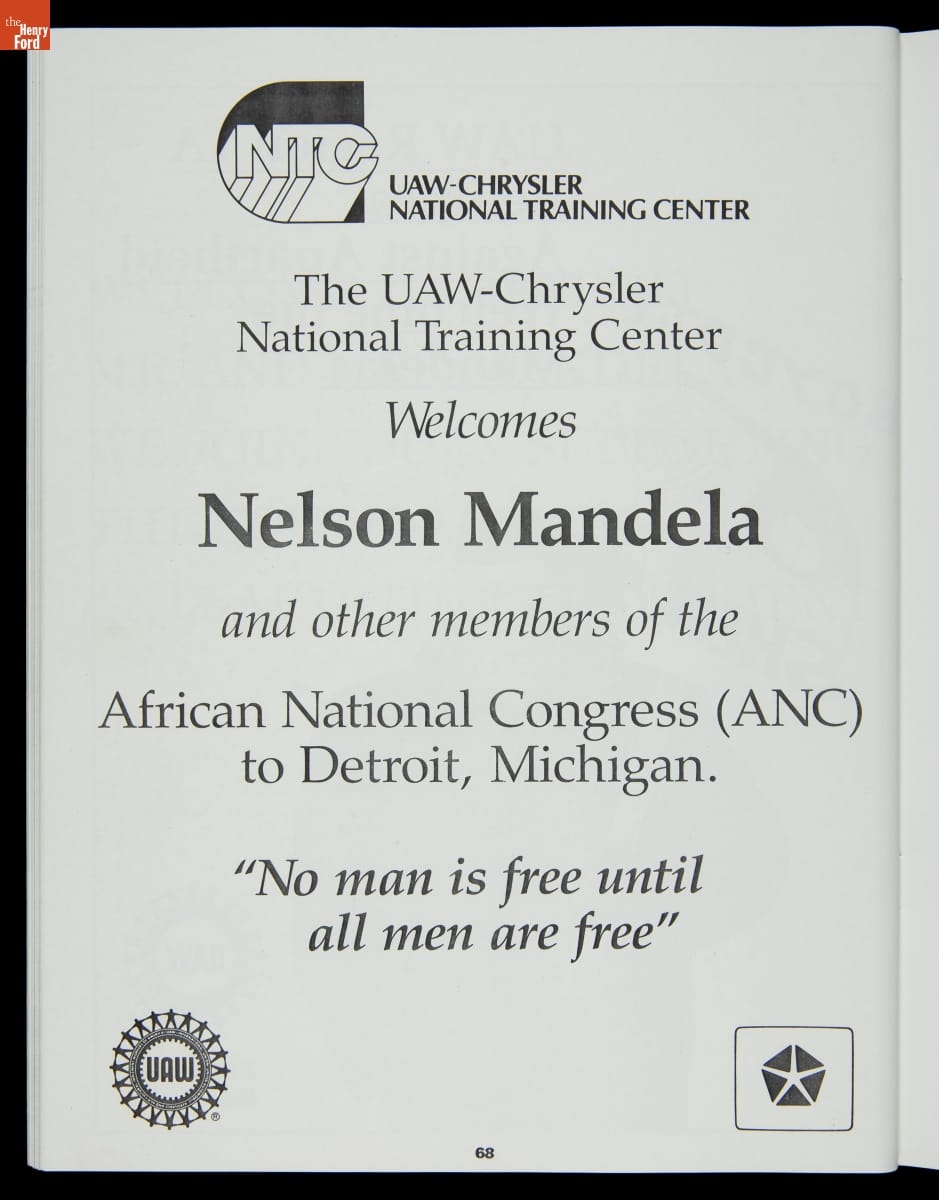 the
Henry
Ford
NTC
UAW-CHRYSLER
NATIONAL TRAINING CENTER
The UAW-Chrysler
National Training Center
Welcomes
Nelson Mandela
and other members of the
African National Congress (ANC)
to Detroit, Michigan.
“No man is free until
all men are free”
UAW
®
68